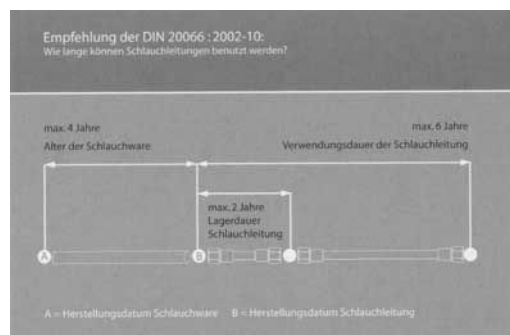 Empfehlung der DIN 20066 : 2002-10:
Wie lange können Schlauchleitungen benutzt werden?
max. 4 Jahre
Alter der Schlauchware
max. 6 Jahre
Verwendungsdauer der Schlauchleitung
max. 2 Jahre
Lagerdauer
Schlauchleitung
A
B
A = Herstellungsdatum Schlauchware B = Herstellungsdatum Schlauchleitung